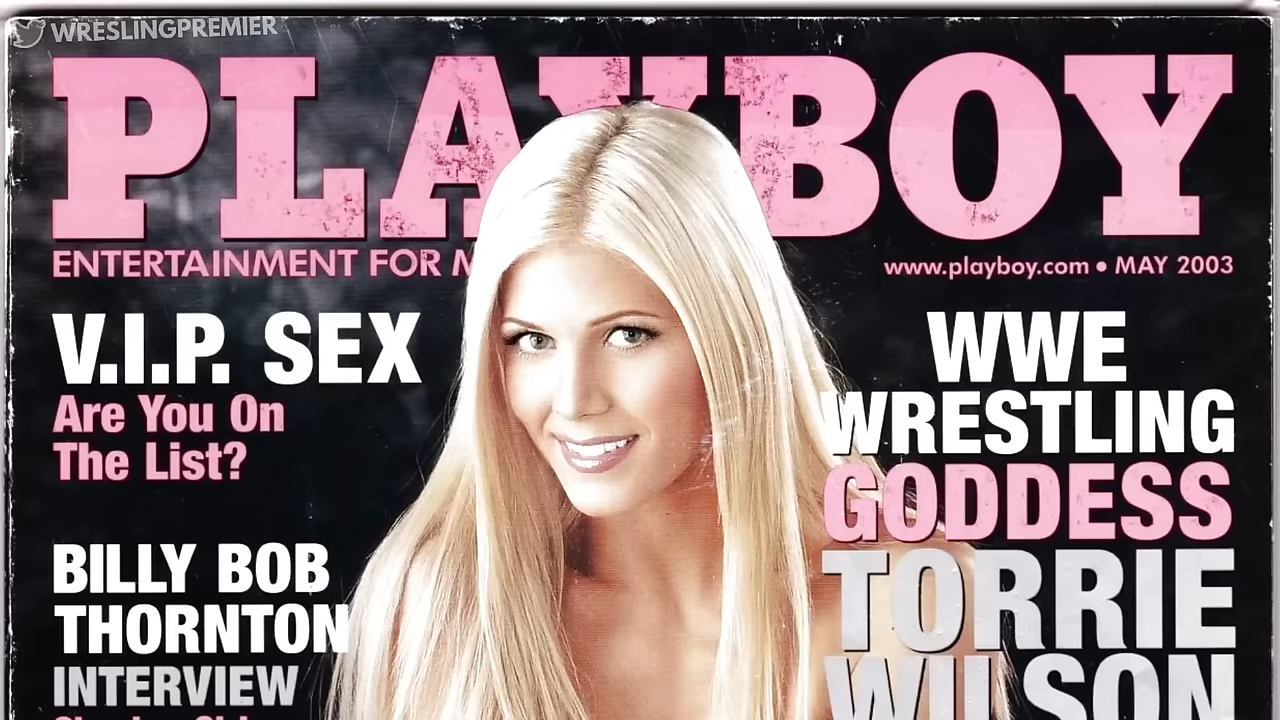 WRESLINGPREMIER
PLAYBOY
ENTERTAINMENT FOR M
www.playboy.com • MAY 2003
V.I.P. SEX
Are You On
The List?
BILLY BOB
THORNTON
INTERVIEW
WWE
WRESTLING
GODDESS
TORRIE
WILSON